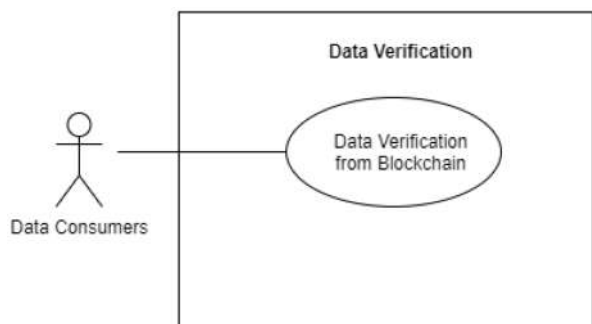 Data Verification
Data Verification
from Blockchain
Data Consumers